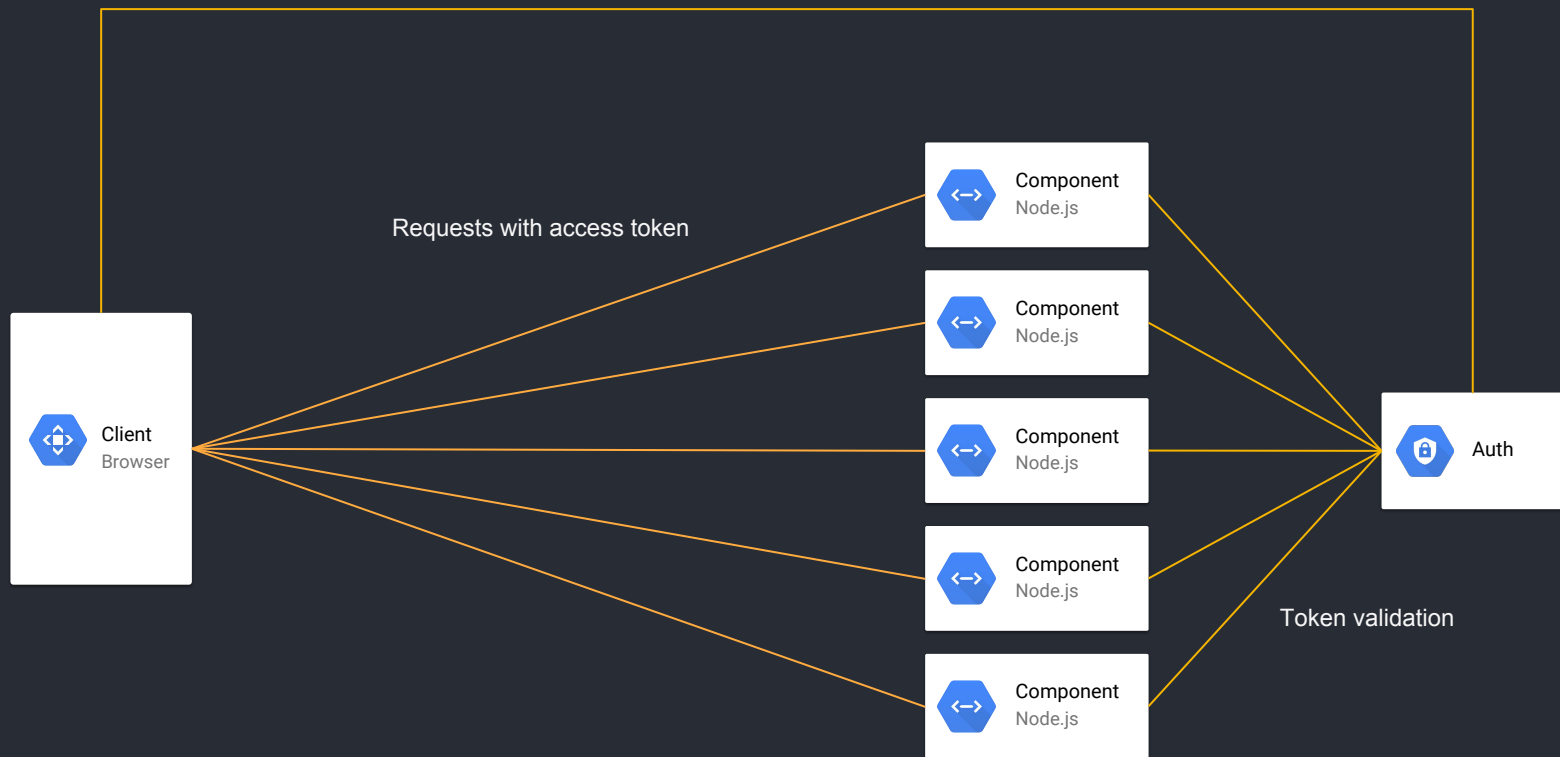 Requests with access token
Component
Node.js
Component
Node.js
Client
Browser
Component
Node.js
Auth
Component
Node.js
Token validation
Component
Node.js